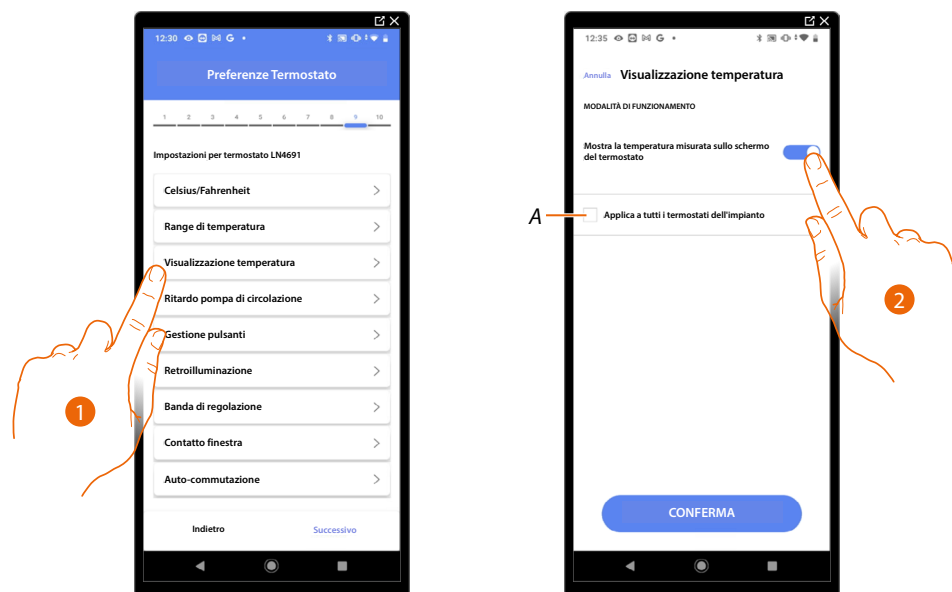 12:30 G
Preferenze Termostato
1 2 3 4 5 6 7 8 9 10
Impostazioni per termostato LN4691
Celsius/Fahrenheit
Range di temperatura
Visualizzazione temperatura
Ritardo pompa di circolazione
Gestione pulsanti
Retroilluminazione
Banda di regolazione
Contatto finestra
Auto-commutazione
Indietro Successivo
1
12:35 G
Annulla Visualizzazione temperatura
MODALITÀ DI FUNZIONAMENTO
Mostra la temperatura misurata sullo schermo
del termostato
A
Applica a tutti i termostati dell'impianto
2
CONFERMA